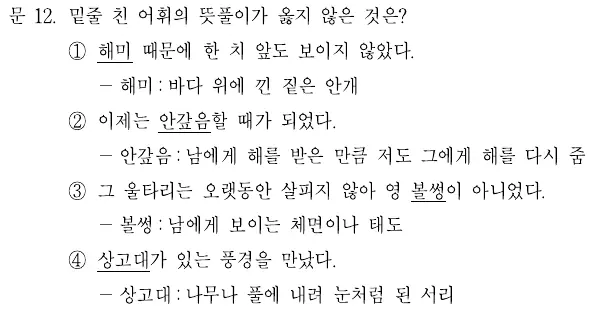 문 12. 밑줄 친 어휘의 뜻풀이가 옳지 않은 것은?
① 해미 때문에 한 치 앞도 보이지 않았다.
- 해미 : 바다 위에 낀 짙은 안개
② 이제는 안갚음할 때가 되었다.
- 안갚음 : 남에게 해를 받은 만큼 저도 그에게 해를 다시 줌
③ 그 울타리는 오랫동안 살피지 않아 영 볼썽이 아니었다.
- 볼썽 : 남에게 보이는 체면이나 태도
④ 상고대가 있는 풍경을 만났다.
- 상고대 : 나무나 풀에 내려 눈처럼 된 서리